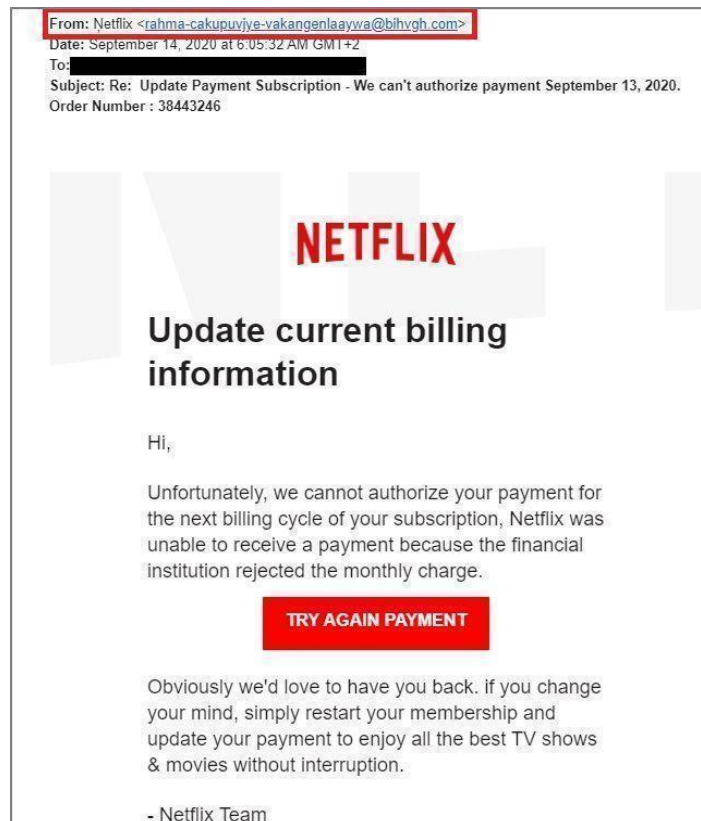 From: Ņetflix <rahma-cakupuvjye-vakangenlaaywa@bihvgh.com>
Date: September 14, 2020 at 6:05:32 AM GMT+2
To:
Subject: Re:  Update Payment Subscription - We can't authorize payment September 13, 2020.
Order Number : 38443246
NETFLIX
Update current billing
information
Hi,
Unfortunately, we cannot authorize your payment for
the next billing cycle of your subscription, Netflix was
unable to receive a payment because the financial
institution rejected the monthly charge.
TRY AGAIN PAYMENT
Obviously we'd love to have you back. if you change
your mind, simply restart your membership and
update your payment to enjoy all the best TV shows
& movies without interruption.
- Netflix Team